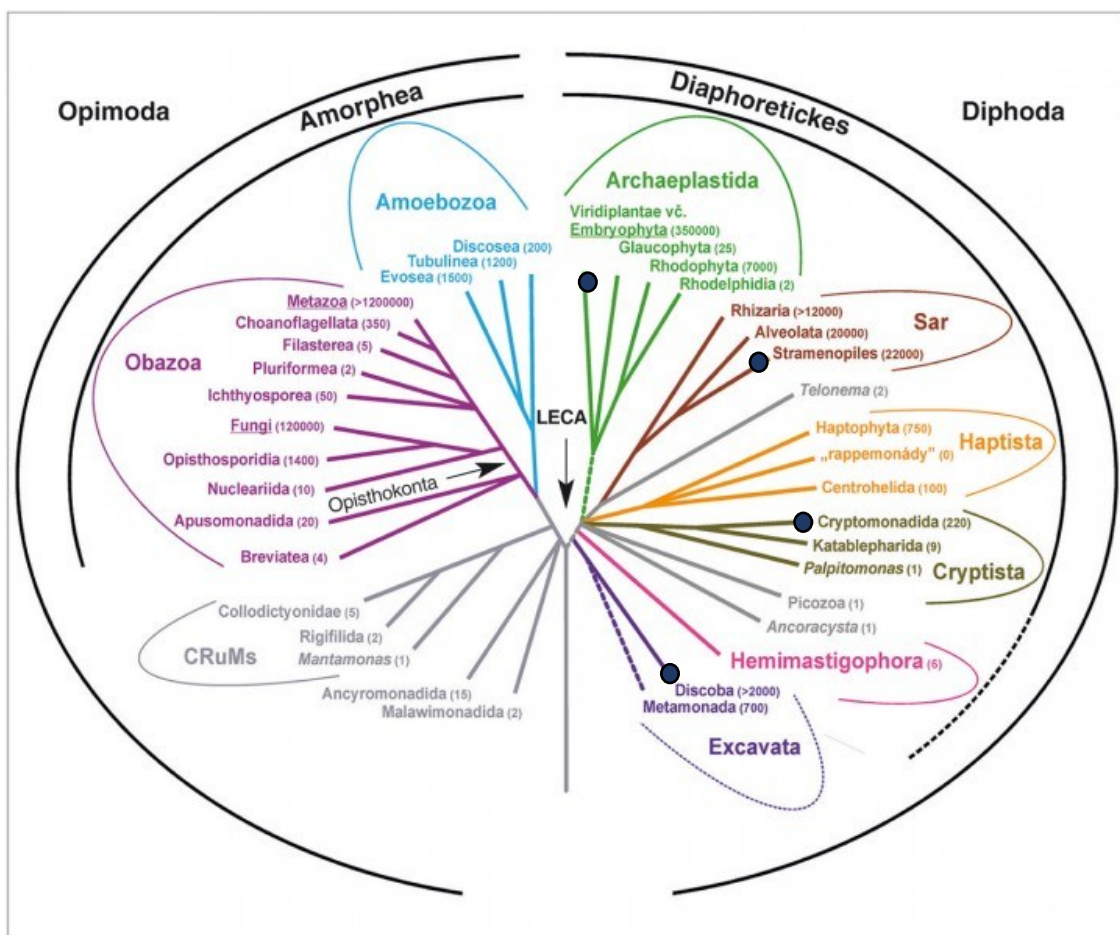 Opimoda
Amorphea
Diaphoretickes
Diphoda
Amoebozoa
Discosea (200)
Tubulinea (1200)
Evosea (1500)
Archaeplastida
Viridiplantae vč.
Embryophyta (350000)
Glaucophyta (25)
Rhodophyta (7000)
Rhodelphidia (2)
Obazoa
Metazoa (>1200000)
Choanoflagellata (350)
Filasterea (5)
Pluriformea (2)
Ichthyosporea (50)
Fungi (120000)
Opisthosporidia (1400)
Nucleariida (10)
Apusomonadida (20)
Breviatea (4)
Opisthokonta
LECA
Sar
Rhizaria (>12000)
Alveolata (20000)
Stramenopiles (22000)
Telonema (2)
Haptista
Haptophyta (750)
„rappemonády” (0)
Centrohelida (100)
Cryptomonadida (220)
Katablepharida (9)
Palpitomonas (1)
Cryptista
Picozoa (1)
Ancoracysta (1)
Hemimastigophora (6)
Discoba (>2000)
Metamonada (700)
Excavata
CRuMs
Collodictyonidae (5)
Rigifilida (2)
Mantamonas (1)
Ancyromonadida (15)
Malawimonadida (2)